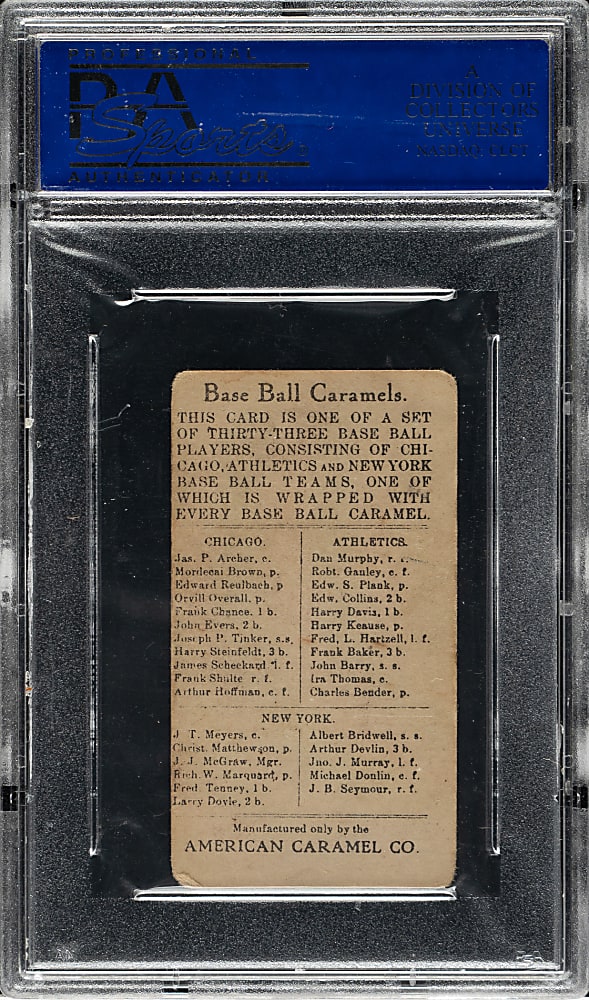 PROFESSIONAL
PSA
Sports
AUTHENTICATOR
A
DIVISION OF
COLLECTORS
UNIVERSE
NASDAQ: CLCT
Base Ball Caramels.
THIS CARD IS ONE OF A SET
OF THIRTY-THREE BASE BALL
PLAYERS, CONSISTING OF CHI-
CAGO, ATHLETICS AND NEW YORK
BASE BALL TEAMS, ONE OF
WHICH IS WRAPPED WITH
EVERY BASE BALL CARAMEL.
CHICAGO.
Jas. P. Archer, c.
Mordecai Brown, p.
Edward Reulbach, p
Orvill Overall, p.
Frank Chance. 1 b.
John Evers, 2 b.
Joseph P. Tinker, s.s.
Harry Steinfeldt, 3 b.
James Scheckard l. f.
Frank Shulte r. f.
Arthur Hoffman, c. f.
ATHLETICS.
Dan Murphy, r.
Robt. Ganley, c. f.
Edw. S. Plank, p.
Edw. Collins, 2 b.
Harry Davis, 1 b.
Harry Keause, p.
Fred, L. Hartzell, l. f.
Frank Baker, 3 b.
John Barry, s. s.
Ira Thomas, c.
Charles Bender, p.
NEW YORK.
J T. Meyers, c.
Christ. Matthewson, p.
J. J. McGraw, Mgr.
Rich. W. Marquard, p.
Fred Tenney, 1 b.
Larry Doyle, 2 b.
Albert Bridwell, s. s.
Arthur Devlin, 3 b.
Jno. J. Murray, l. f.
Michael Donlin, c. f.
J. B. Seymour, r. f.
Manufactured only by the
AMERICAN CARAMEL CO.